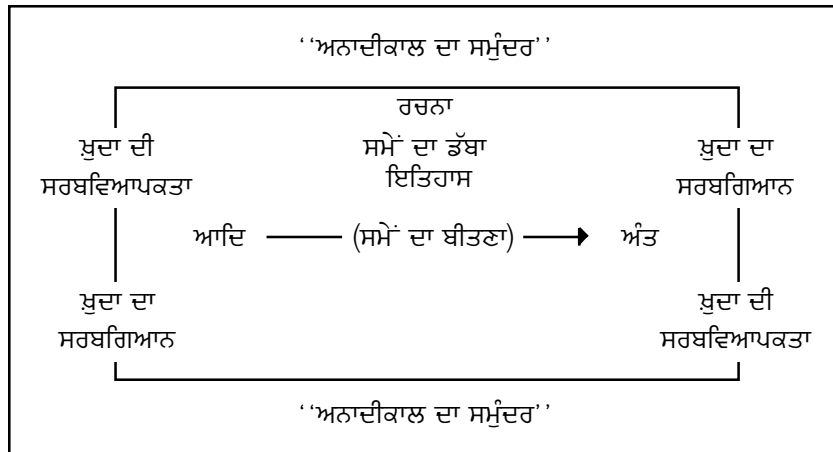 ‘‘ਅਨਾਦੀਕਾਲ ਦਾ ਸਮੁੰਦਰ’’
ਰਚਨਾ
ਸਮੇਂ ਦਾ ਡੱਬਾ
ਇਤਿਹਾਸ
ਖ਼ੁਦਾ ਦੀ
ਸਰਬਵਿਆਪਕਤਾ
ਖ਼ੁਦਾ ਦਾ
ਸਰਬਗਿਆਨ
ਆਦਿ (ਸਮੇਂ ਦਾ ਬੀਤਣਾ) ਅੰਤ
ਖ਼ੁਦਾ ਦਾ
ਸਰਬਗਿਆਨ
ਖ਼ੁਦਾ ਦੀ
ਸਰਬਵਿਆਪਕਤਾ
‘‘ਅਨਾਦੀਕਾਲ ਦਾ ਸਮੁੰਦਰ’’